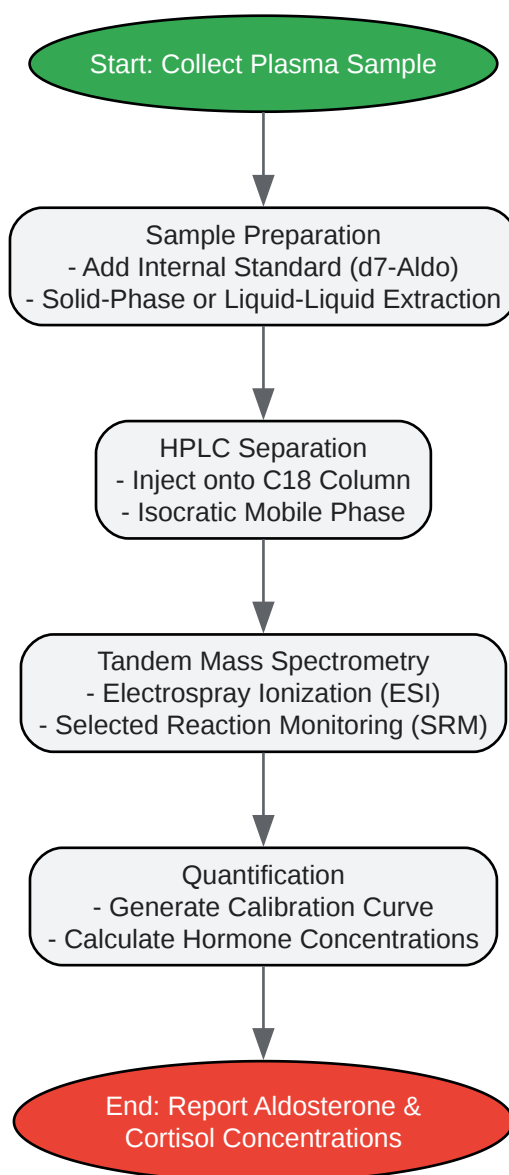 Start: Collect Plasma Sample
Sample Preparation
- Add Internal Standard (d7-Aldo)
- Solid-Phase or Liquid-Liquid Extraction
HPLC Separation
- Inject onto C18 Column
- Isocratic Mobile Phase
Tandem Mass Spectrometry
- Electrospray Ionization (ESI)
- Selected Reaction Monitoring (SRM)
Quantification
- Generate Calibration Curve
- Calculate Hormone Concentrations
End: Report Aldosterone &
Cortisol Concentrations